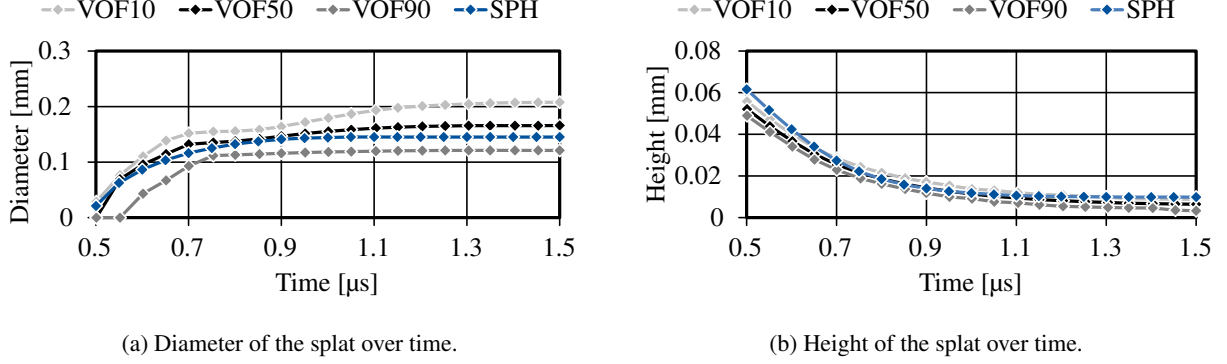 VOF10 VOF50 VOF90 SPH
0.3
0.2
0.1
0
Diameter [mm]
0.5 0.7 0.9 1.1 1.3 1.5
Time [µs]
(a) Diameter of the splat over time.
VOF10 VOF50 VOF90 SPH
0.08
0.06
0.04
0.02
0
Height [mm]
0.5 0.7 0.9 1.1 1.3 1.5
Time [µs]
(b) Height of the splat over time.